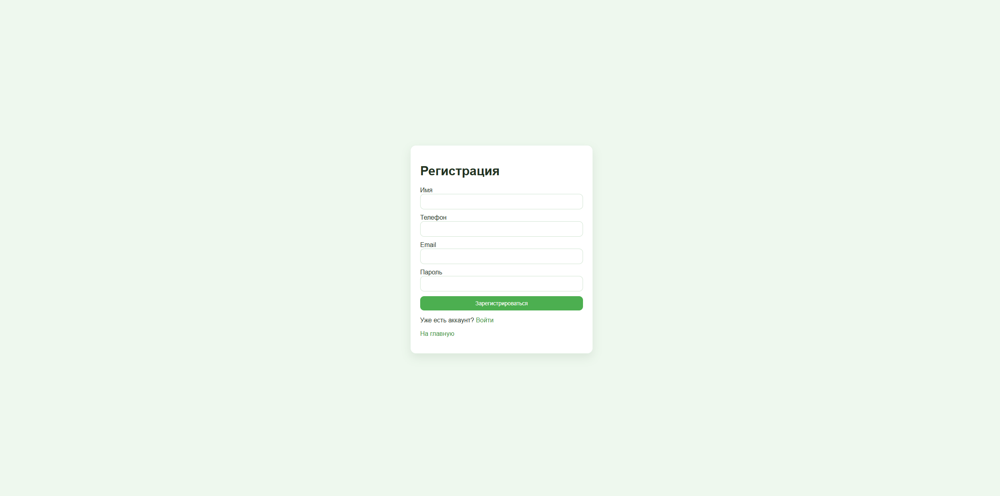 Регистрация
Имя
Телефон
Email
Пароль
Зарегистрироваться
Уже есть аккаунт? Войти
На главную